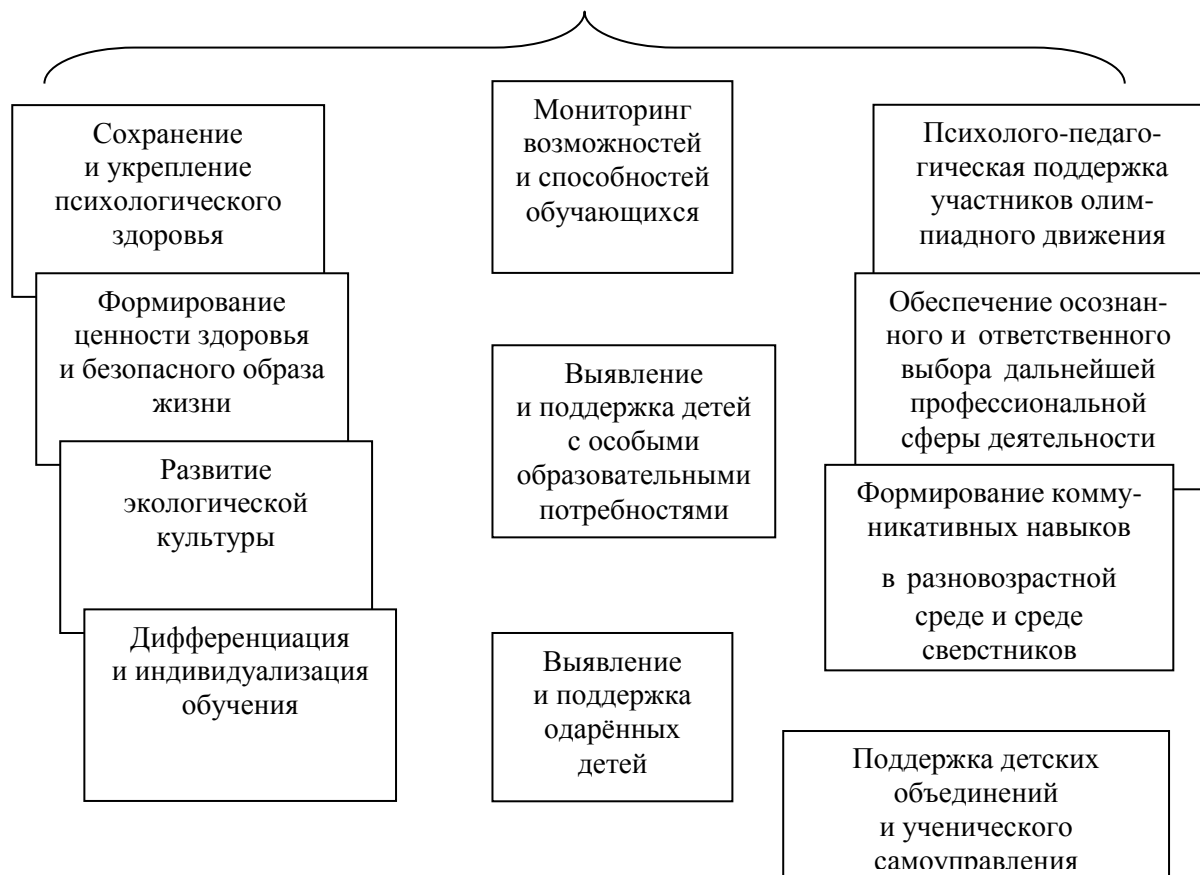 Сохранение
и укрепление
психологического
здоровья
Формирование
ценности здоровья
и безопасного образа
жизни
Развитие
экологической
культуры
Дифференциация
и индивидуализация
обучения
Мониторинг
возможностей
и способностей
обучающихся
Выявление
и поддержка детей
с особыми
образовательными
потребностями
Выявление
и поддержка
одарённых
детей
Психолого-педаго-
гическая поддержка
участников олим-
пиадного движения
Обеспечение осознан-
ного и ответственного
выбора дальнейшей
профессиональной
сферы деятельности
Формирование комму-
никативных навыков
в разновозрастной
среде и среде
сверстников
Поддержка детских
объединений
и ученического
самоуправления